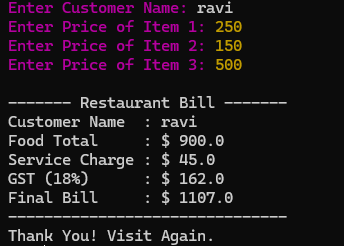 Enter Customer Name: ravi
Enter Price of Item 1: 250
Enter Price of Item 2: 150
Enter Price of Item 3: 500
------- Restaurant Bill -------
Customer Name  : ravi
Food Total     : $ 900.0
Service Charge : $ 45.0
GST (18%)      : $ 162.0
Final Bill     : $ 1107.0
-------------------------------
Thank You! Visit Again.